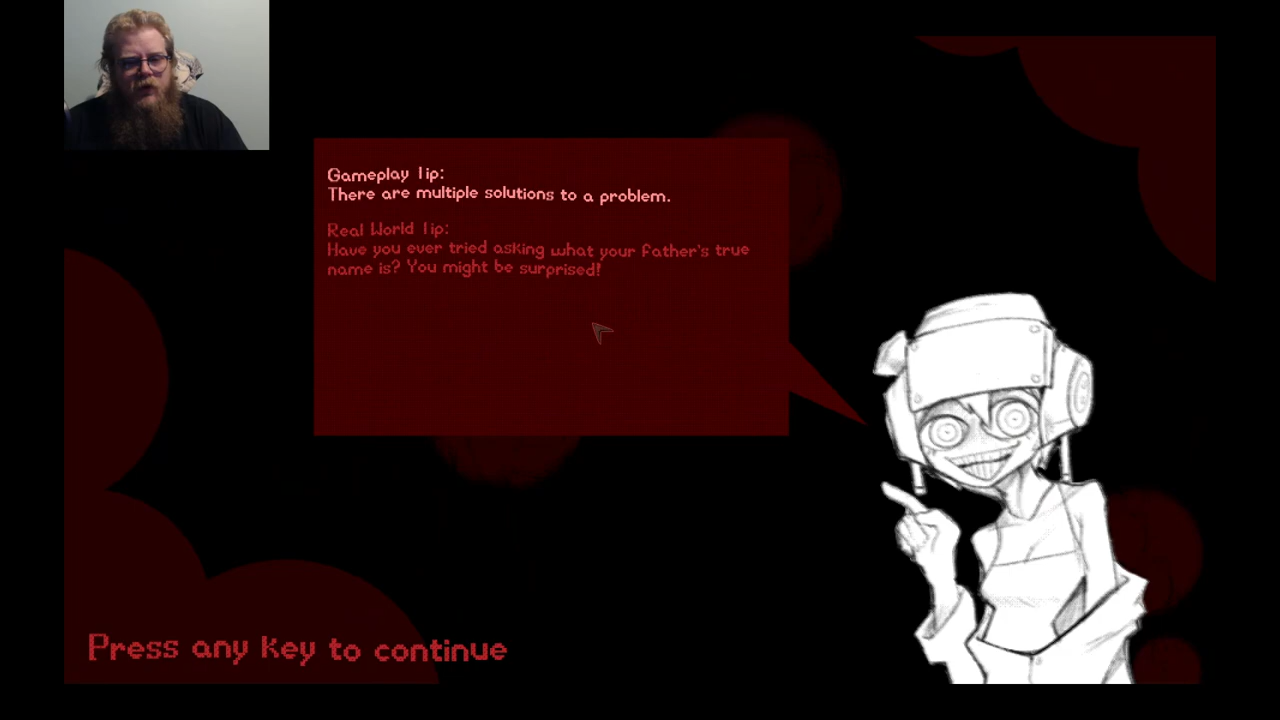 Gameplay Tip:
There are multiple solutions to a problem.
Real World Tip:
Have you ever tried asking what your father's true
name is? You might be surprised!
Press any key to continue